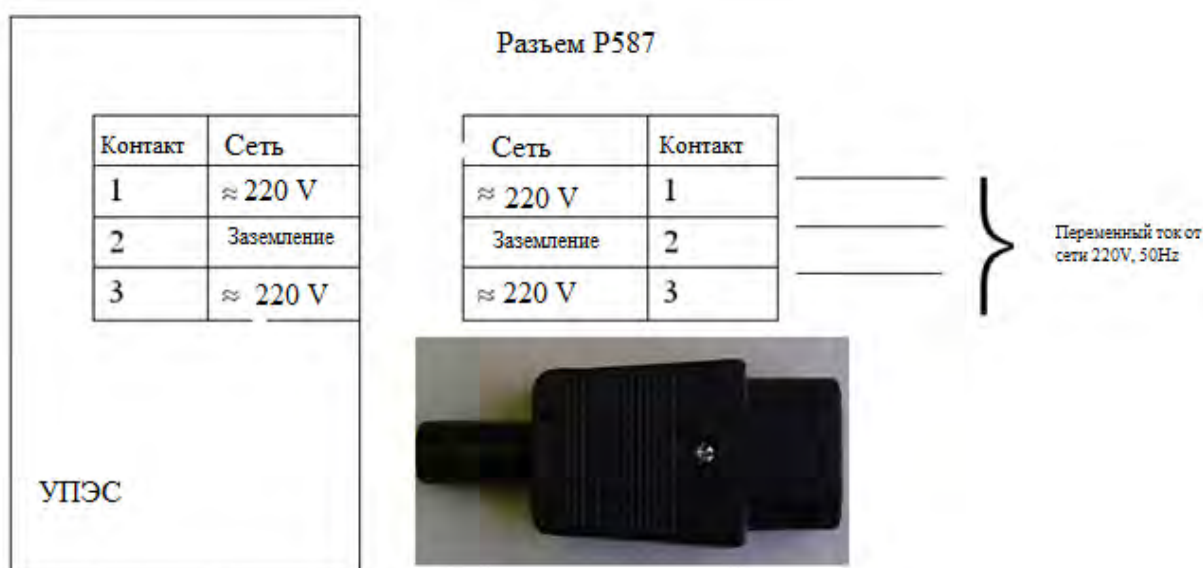 Разъем Р587
Контакт Сеть
1 ≈ 220 V
2 Заземление
3 ≈ 220 V
Сеть Контакт
≈ 220 V 1
Заземление 2
≈ 220 V 3
Переменный ток от
сети 220V, 50Hz
УПЭС